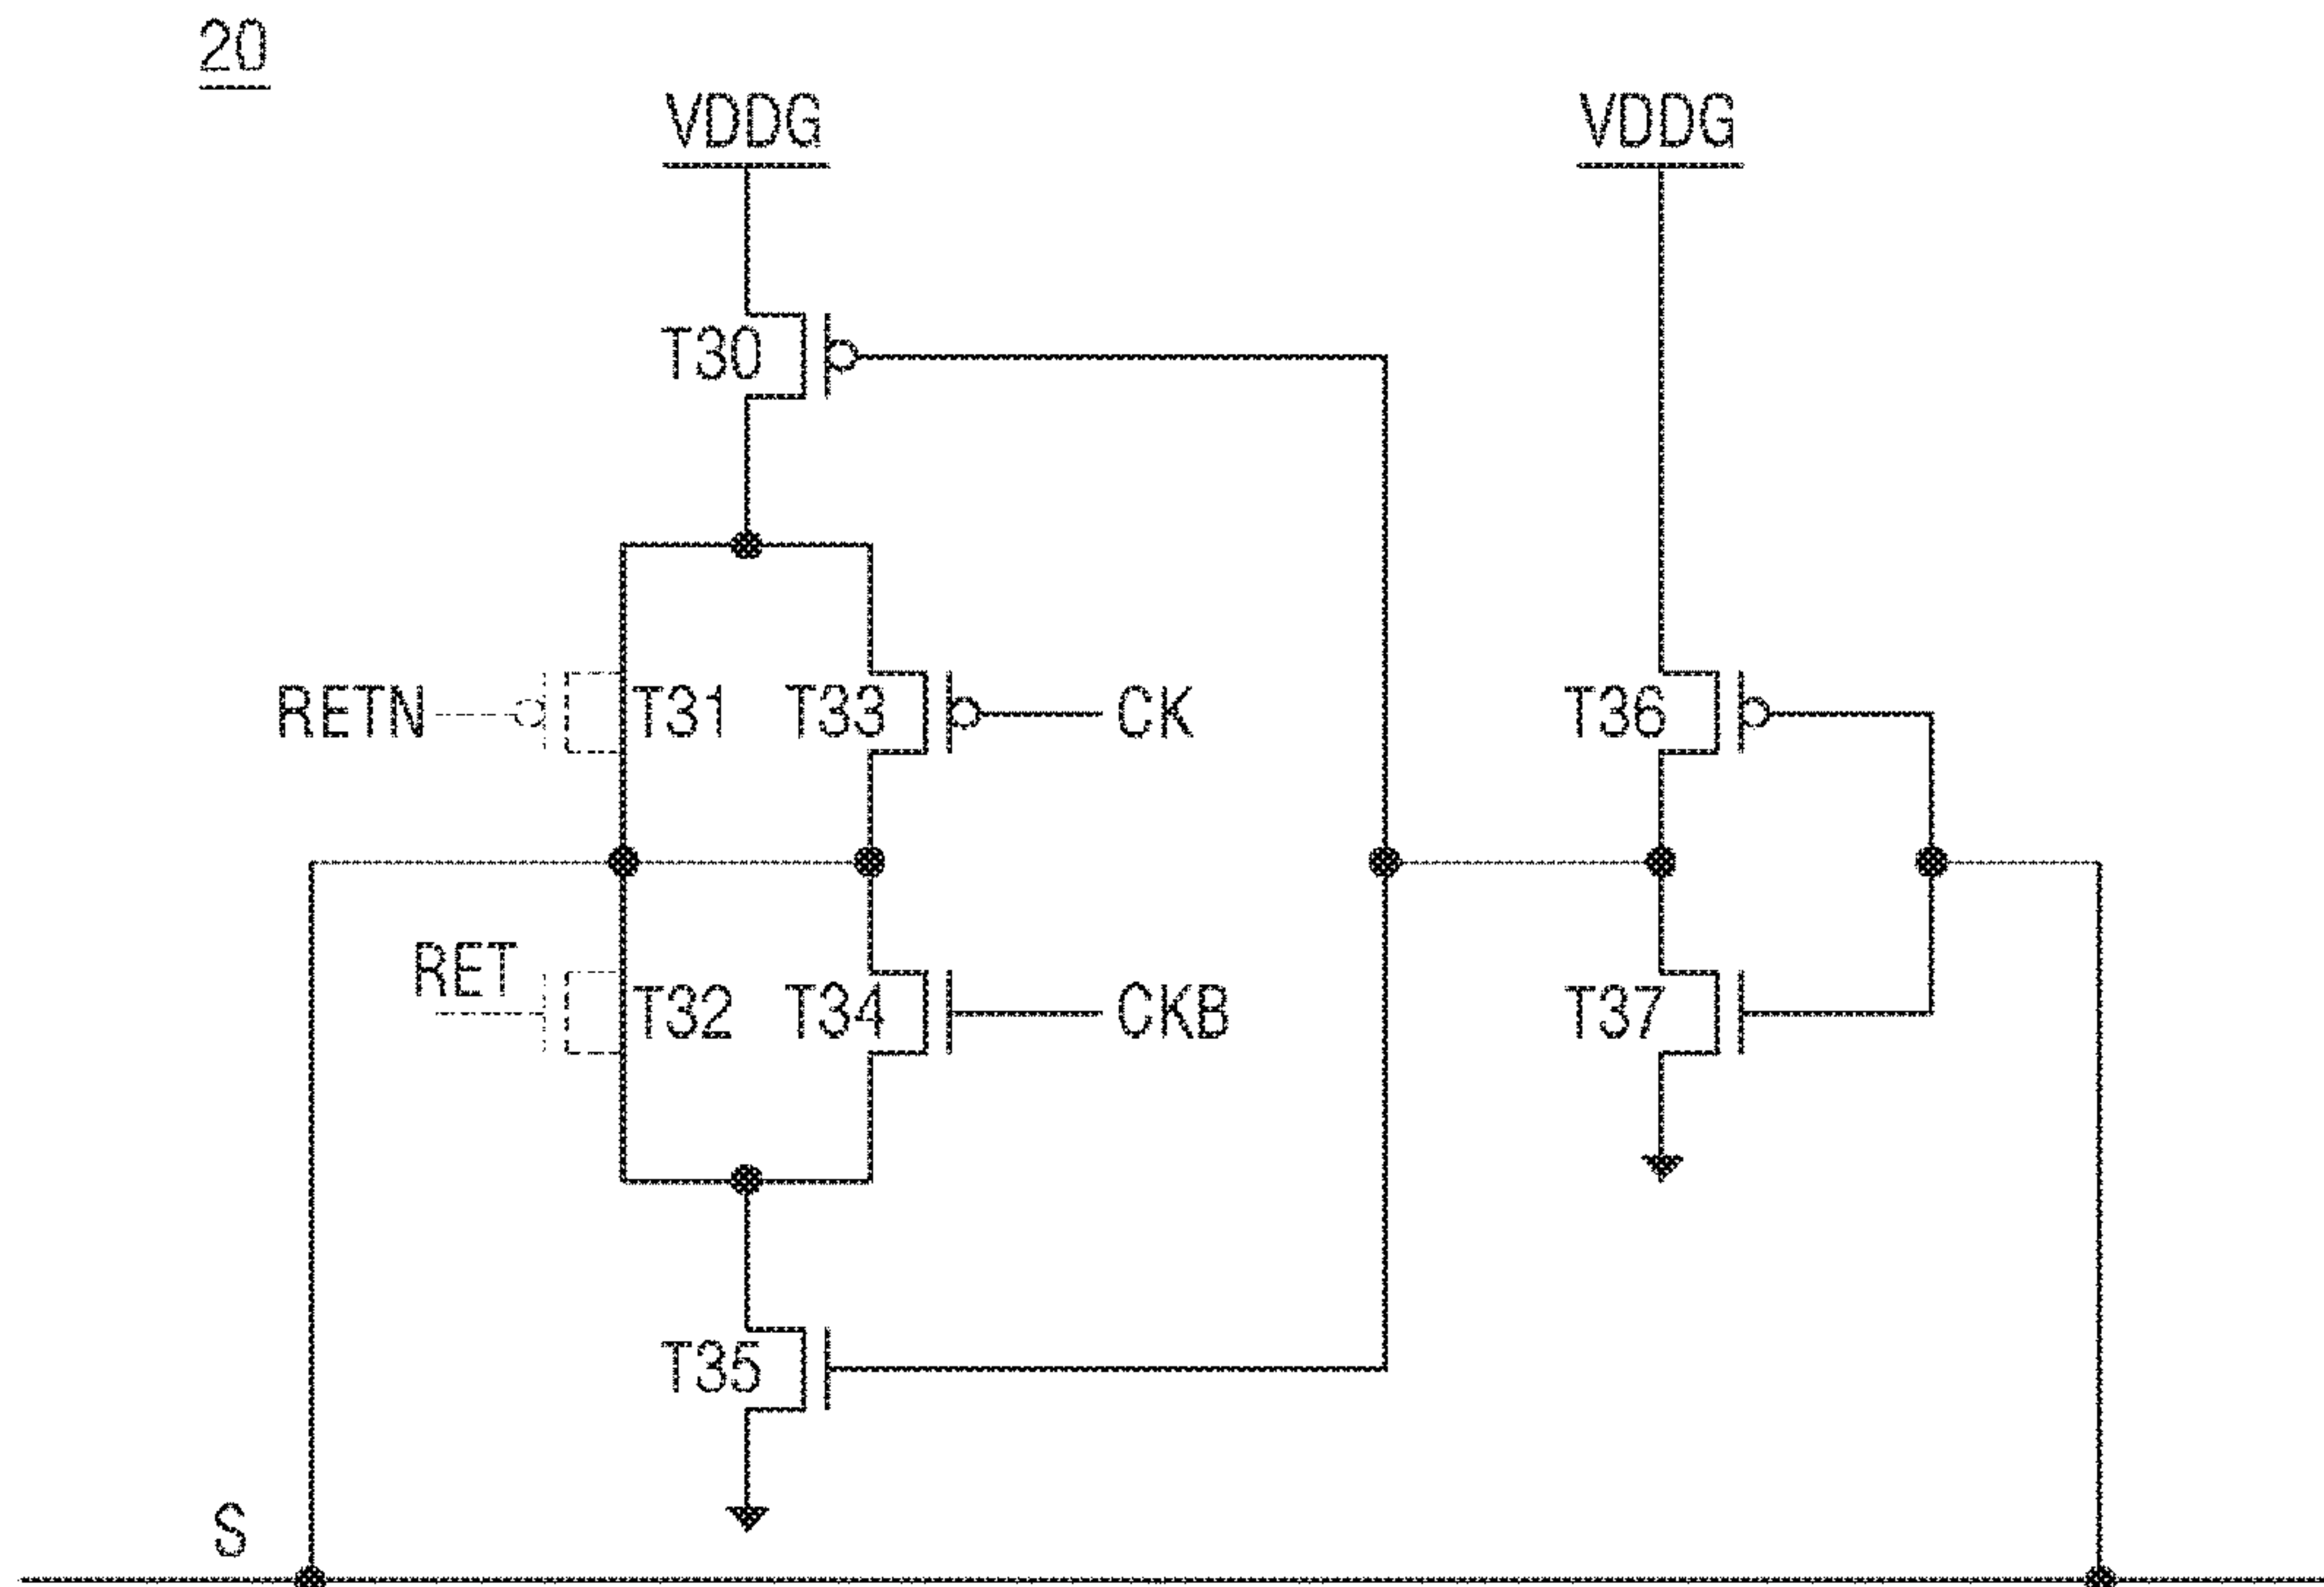 20
VDDG
VDDG
T30
RETN
T31
T33
CK
T36
RET
T32
T34
CKB
T37
T35
S